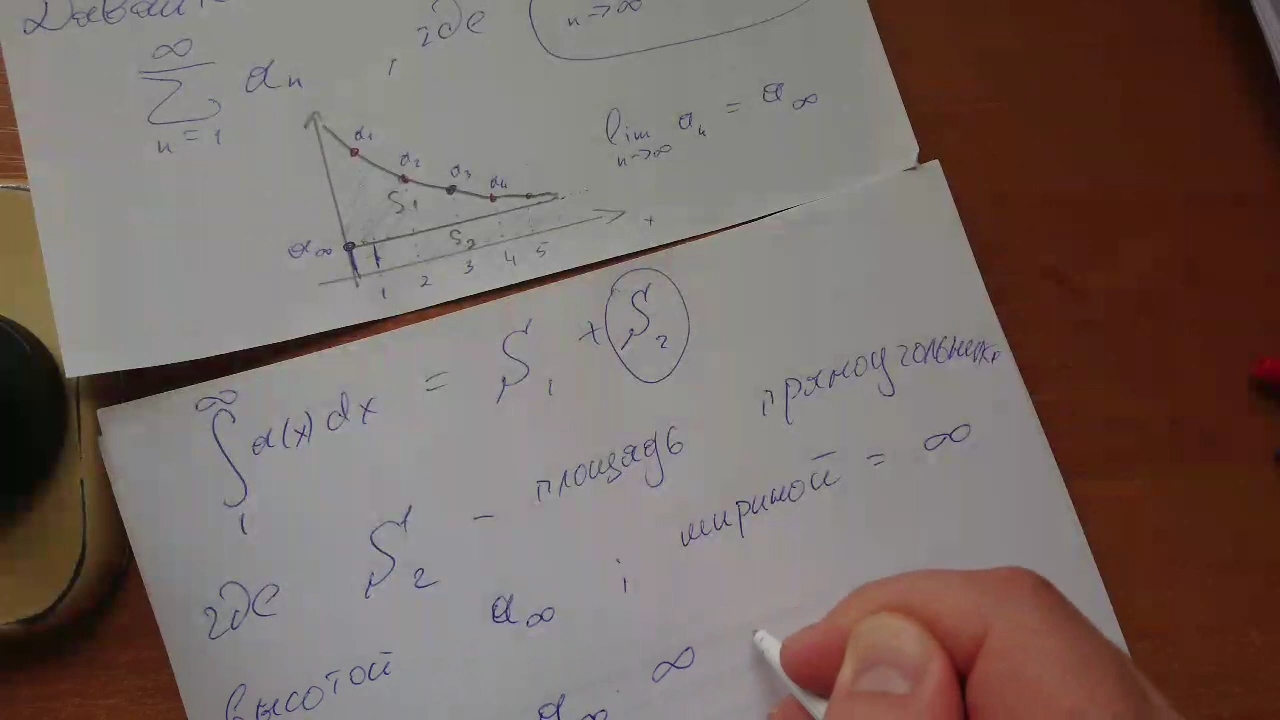 Давайт
∞
∑ aₙ , где n→∞
n=1
lim aₙ = a∞
n→∞
a₁ a₂ a₃ a₄
S₁
a∞ S₂
1 2 3 4 5 x
∞
∫ a(x)dx = S₁ + S₂
1
где S₂ - площадь прямоугольника
высотой a∞ ; шириной = ∞
a∞ · ∞